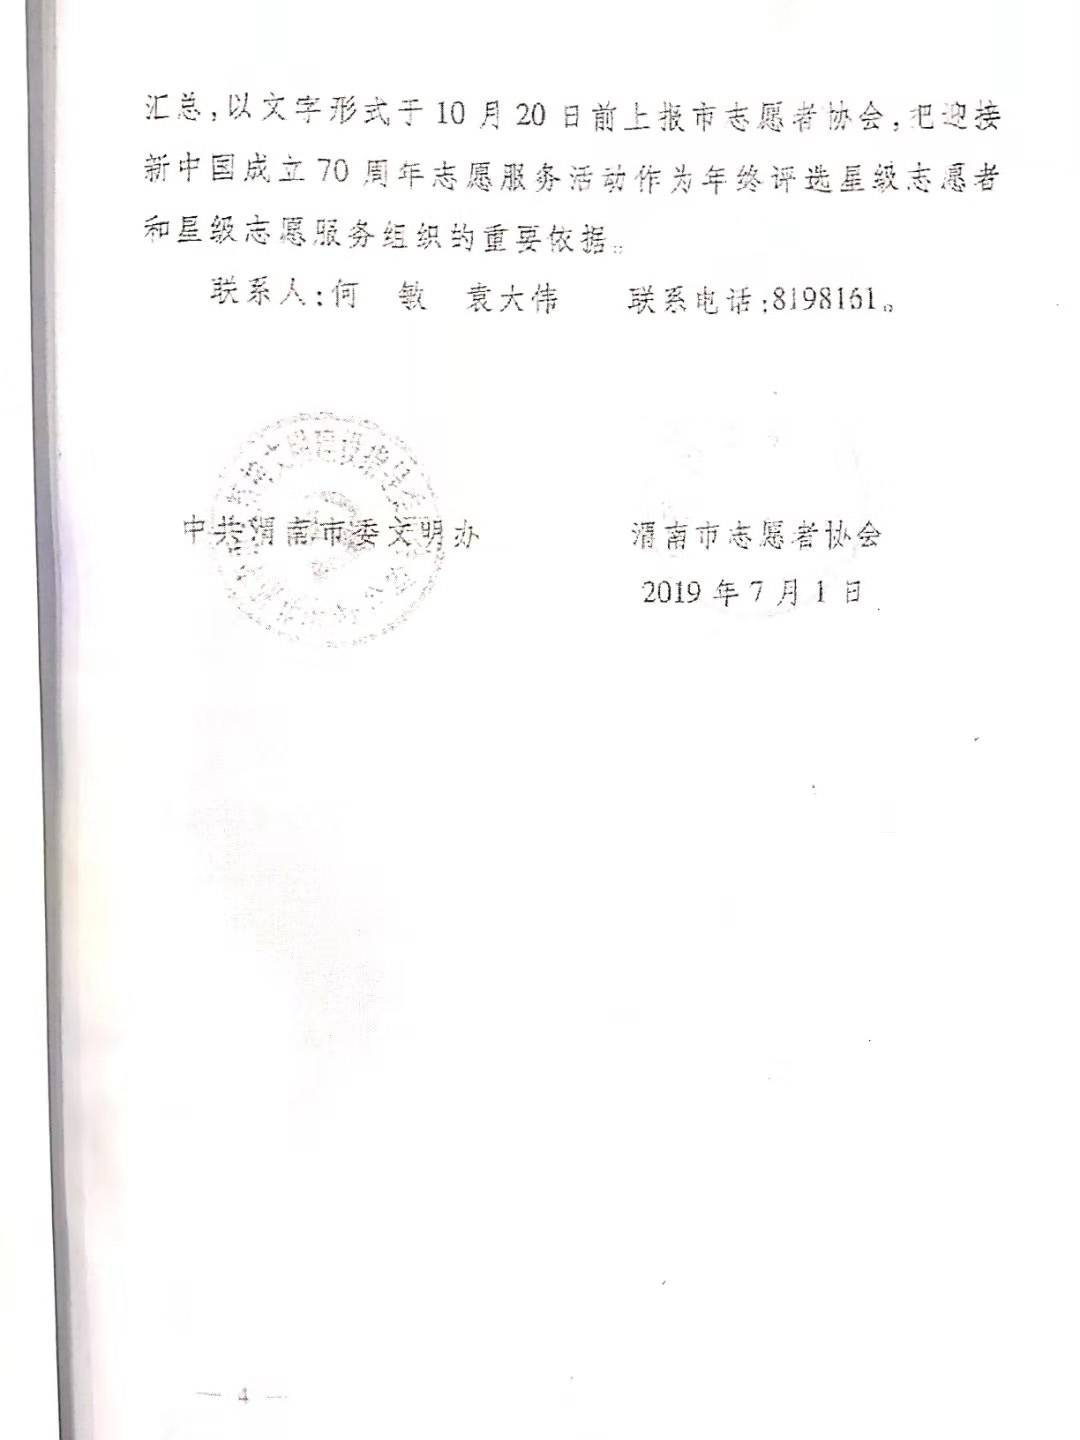 汇总,以文字形式于10月20日前上报市志愿者协会,把迎接
新中国成立70周年志愿服务活动作为年终评选星级志愿者
和星级志愿服务组织的重要依据。
联系人:何　敏　袁大伟　　联系电话:8198161。
中共渭南市委文明办　　渭南市志愿者协会
2019年7月1日
— 4 —